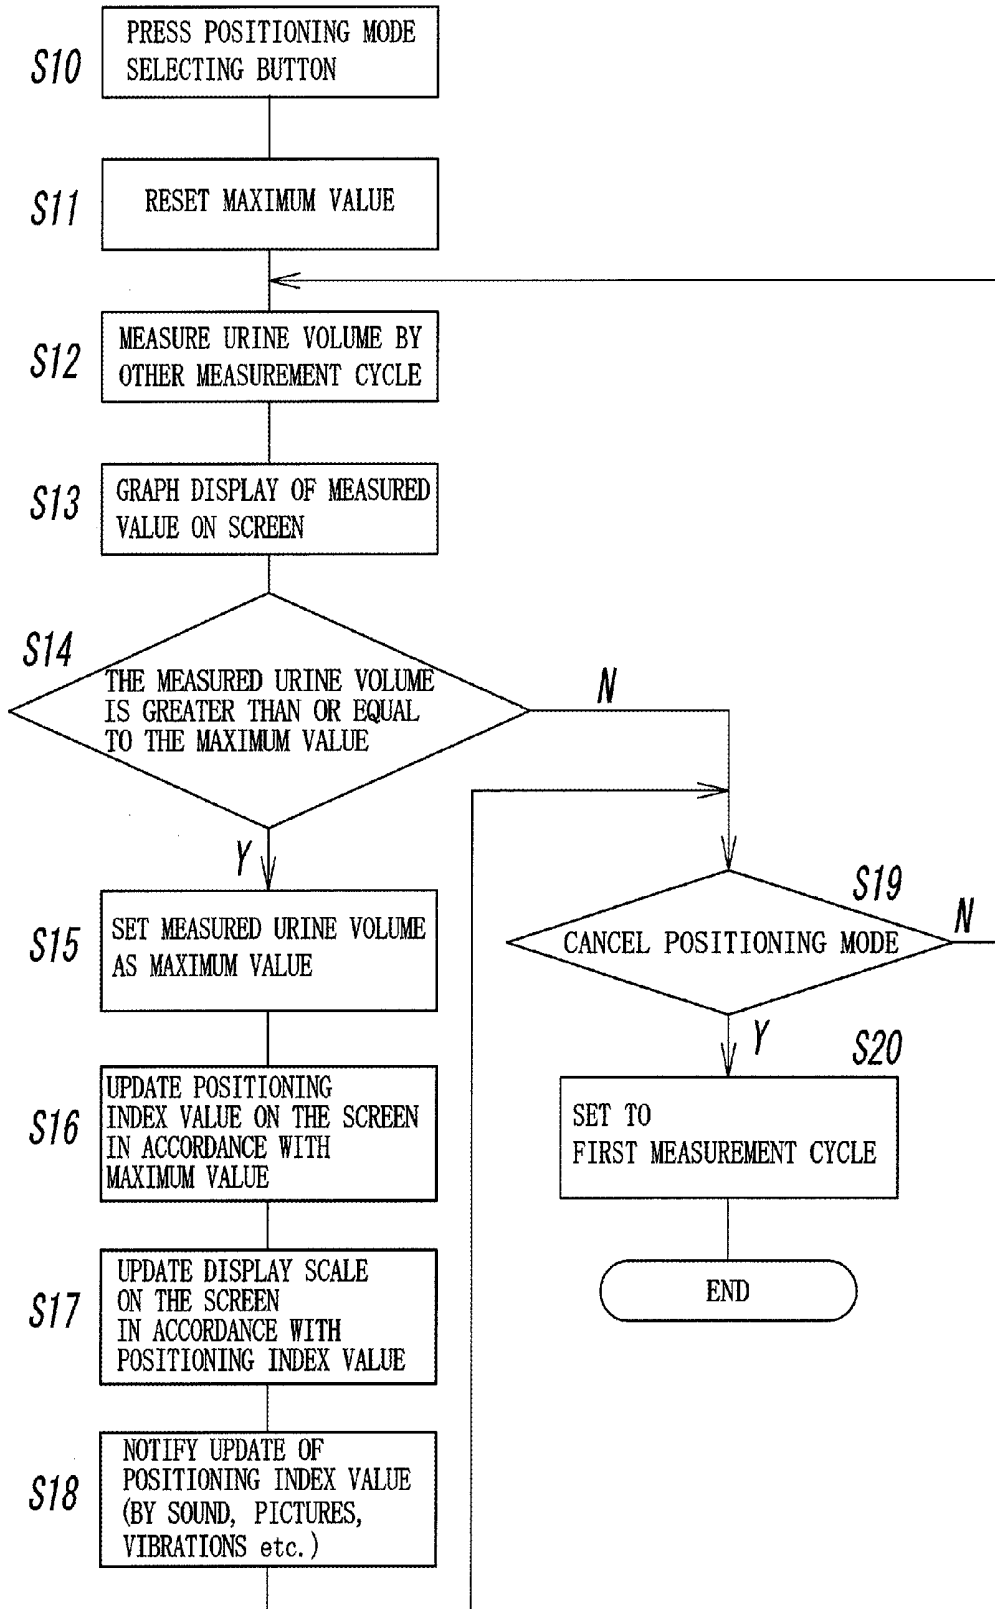 S10
PRESS POSITIONING MODE
SELECTING BUTTON
S11
RESET MAXIMUM VALUE
S12
MEASURE URINE VOLUME BY
OTHER MEASUREMENT CYCLE
S13
GRAPH DISPLAY OF MEASURED
VALUE ON SCREEN
S14
THE MEASURED URINE VOLUME
IS GREATER THAN OR EQUAL
TO THE MAXIMUM VALUE
N
Y
S15
SET MEASURED URINE VOLUME
AS MAXIMUM VALUE
S16
UPDATE POSITIONING
INDEX VALUE ON THE SCREEN
IN ACCORDANCE WITH
MAXIMUM VALUE
S17
UPDATE DISPLAY SCALE
ON THE SCREEN
IN ACCORDANCE WITH
POSITIONING INDEX VALUE
S18
NOTIFY UPDATE OF
POSITIONING INDEX VALUE
(BY SOUND, PICTURES,
VIBRATIONS etc.)
S19
CANCEL POSITIONING MODE
N
Y
S20
SET TO
FIRST MEASUREMENT CYCLE
END